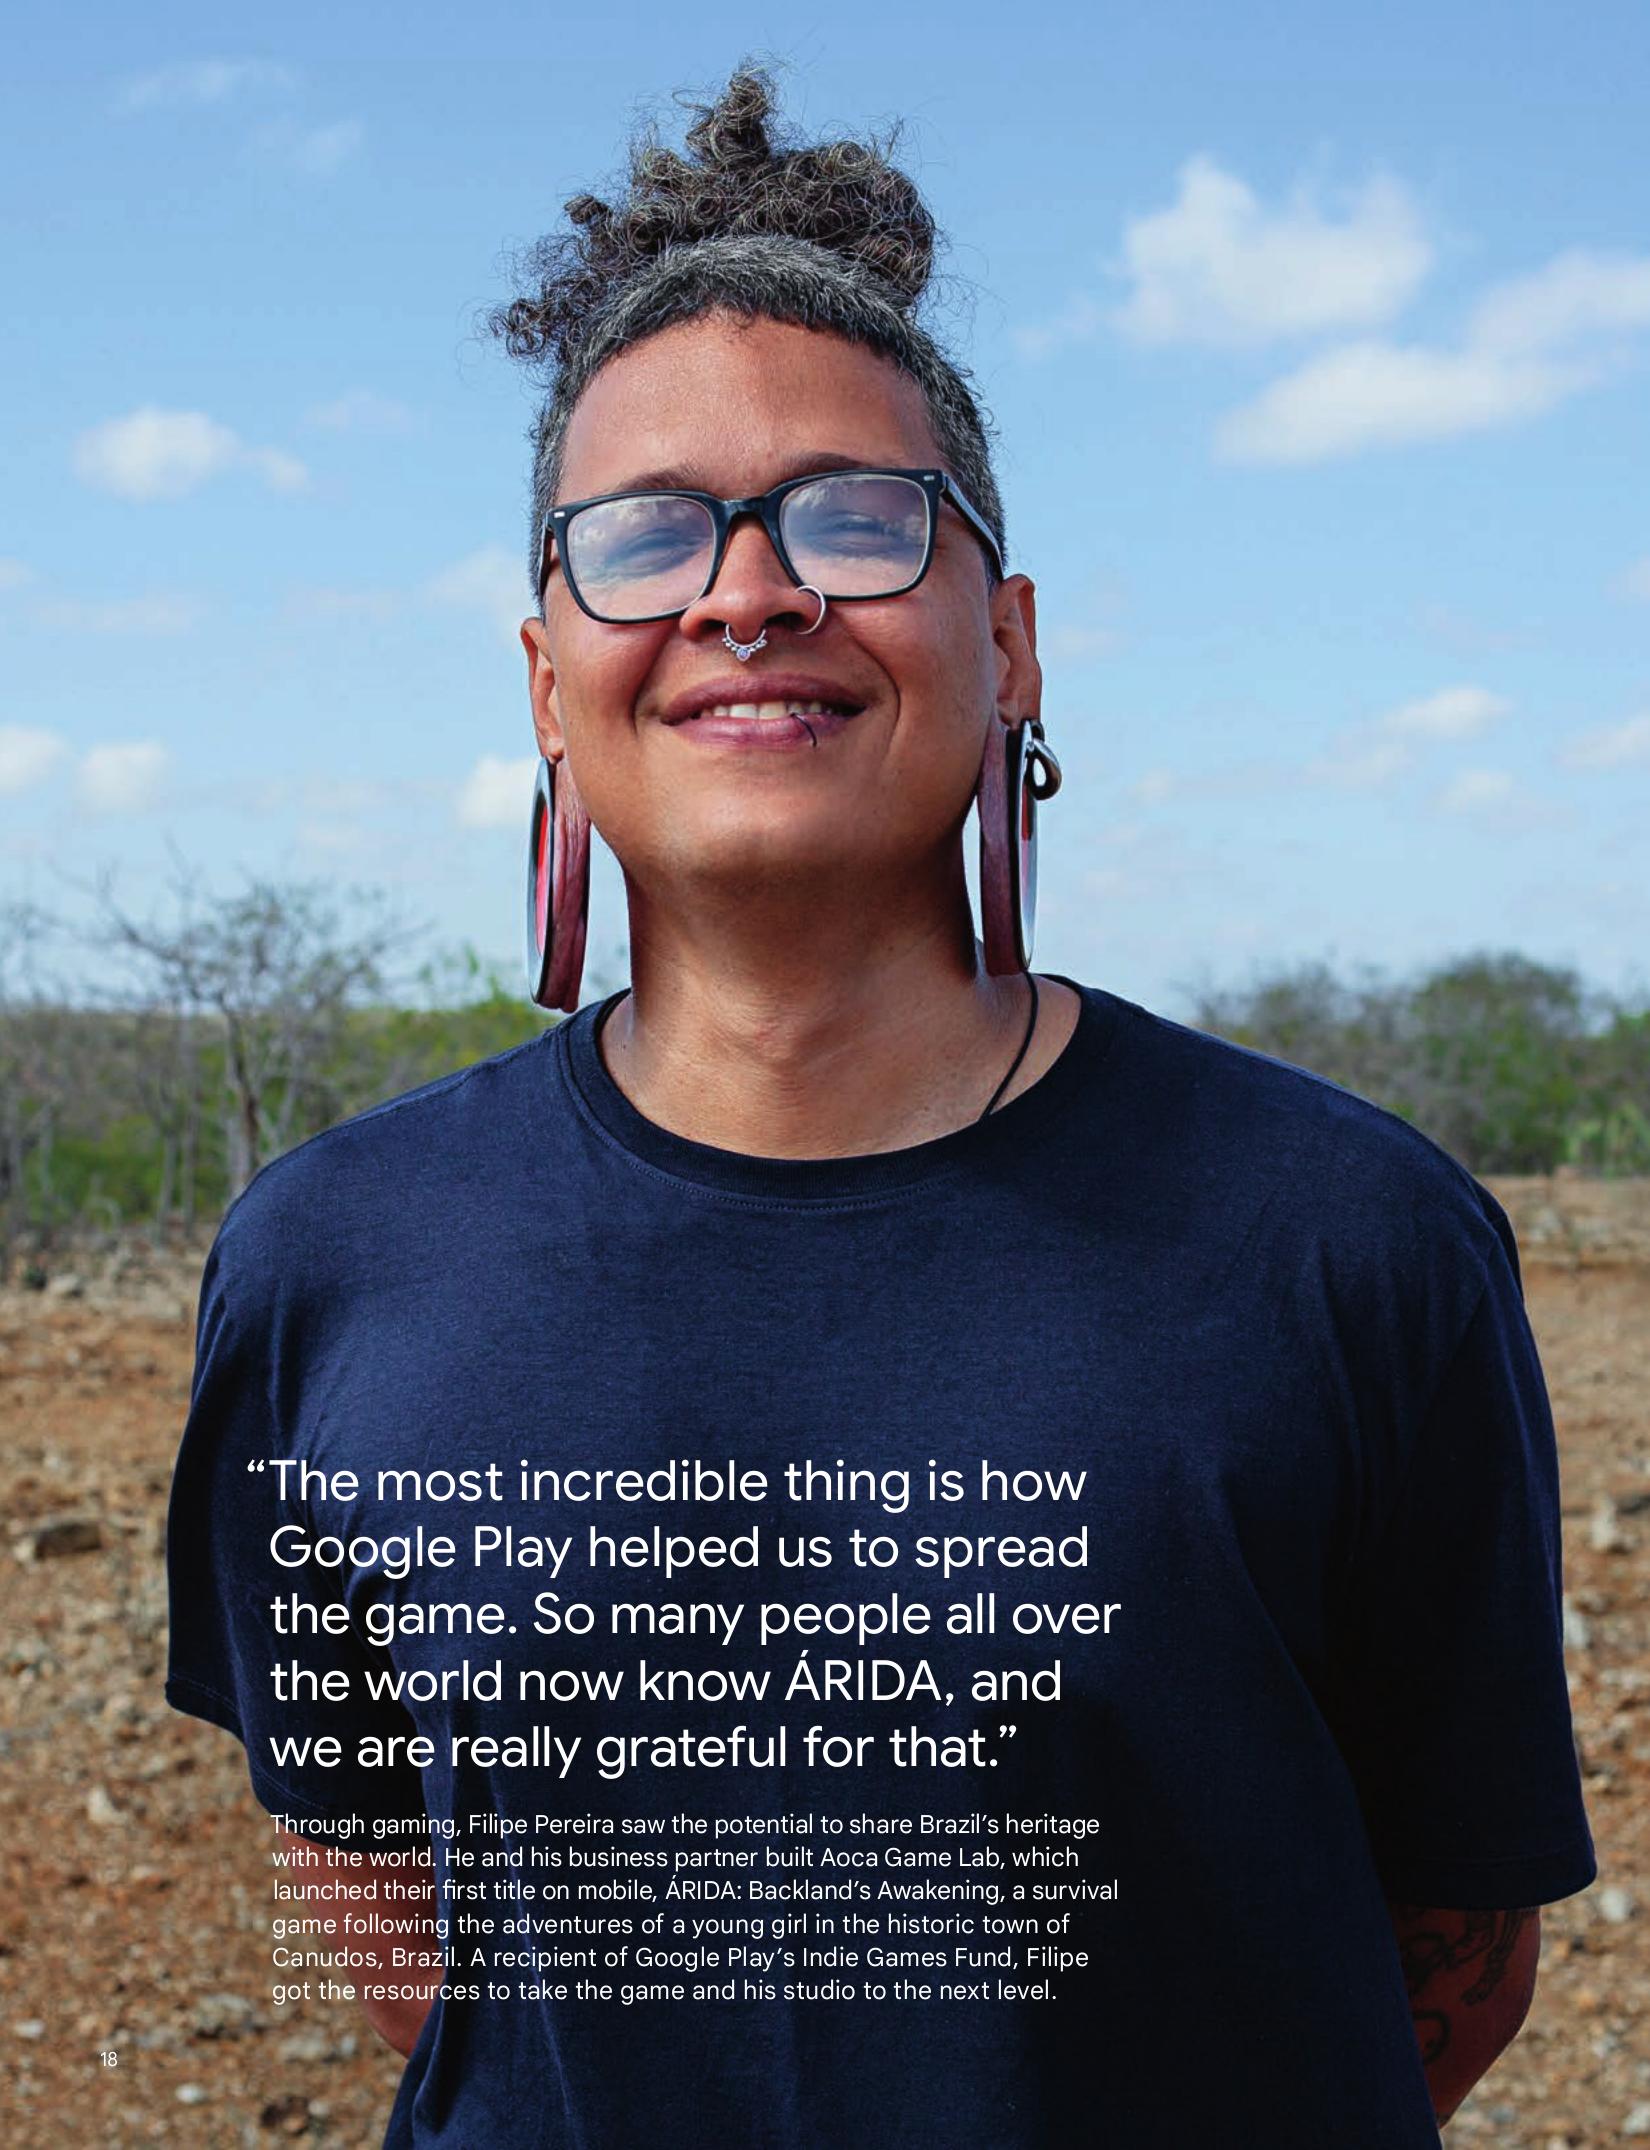 “The most incredible thing is how
Google Play helped us to spread
the game. So many people all over
the world now know ÁRIDA, and
we are really grateful for that.”
Through gaming, Filipe Pereira saw the potential to share Brazil’s heritage
with the world. He and his business partner built Aoca Game Lab, which
launched their first title on mobile, ÁRIDA: Backland’s Awakening, a survival
game following the adventures of a young girl in the historic town of
Canudos, Brazil. A recipient of Google Play’s Indie Games Fund, Filipe
got the resources to take the game and his studio to the next level.
18